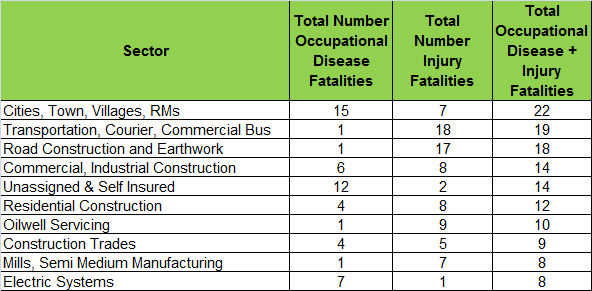 Sector
Total Number
Occupational
Disease
Fatalities
Total
Number
Injury
Fatalities
Total
Occupational
Disease +
Injury
Fatalities
Cities, Town, Villages, RMs 15 7 22
Transportation, Courier, Commercial Bus 1 18 19
Road Construction and Earthwork 1 17 18
Commercial, Industrial Construction 6 8 14
Unassigned & Self Insured 12 2 14
Residential Construction 4 8 12
Oilwell Servicing 1 9 10
Construction Trades 4 5 9
Mills, Semi Medium Manufacturing 1 7 8
Electric Systems 7 1 8